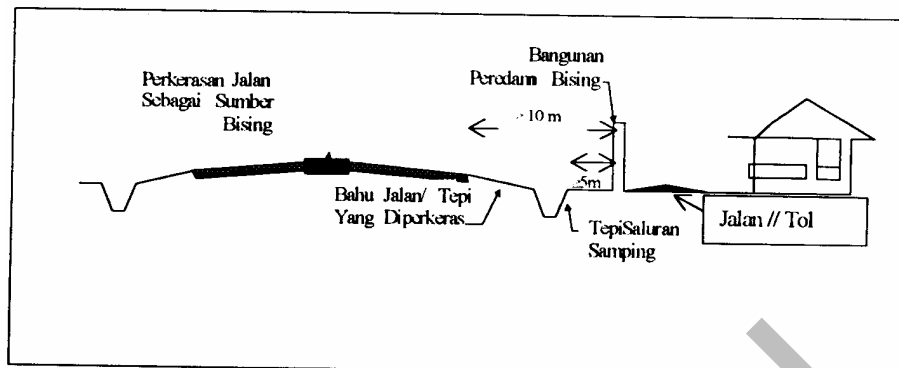 Perkerasan Jalan
Sebagai Sumber
Bising
Bangunan
Peredam Bising
>10 m
>5m
Bahu Jalan/ Tepi
Yang Diperkeras
TepiSaluran
Samping
Jalan // Tol